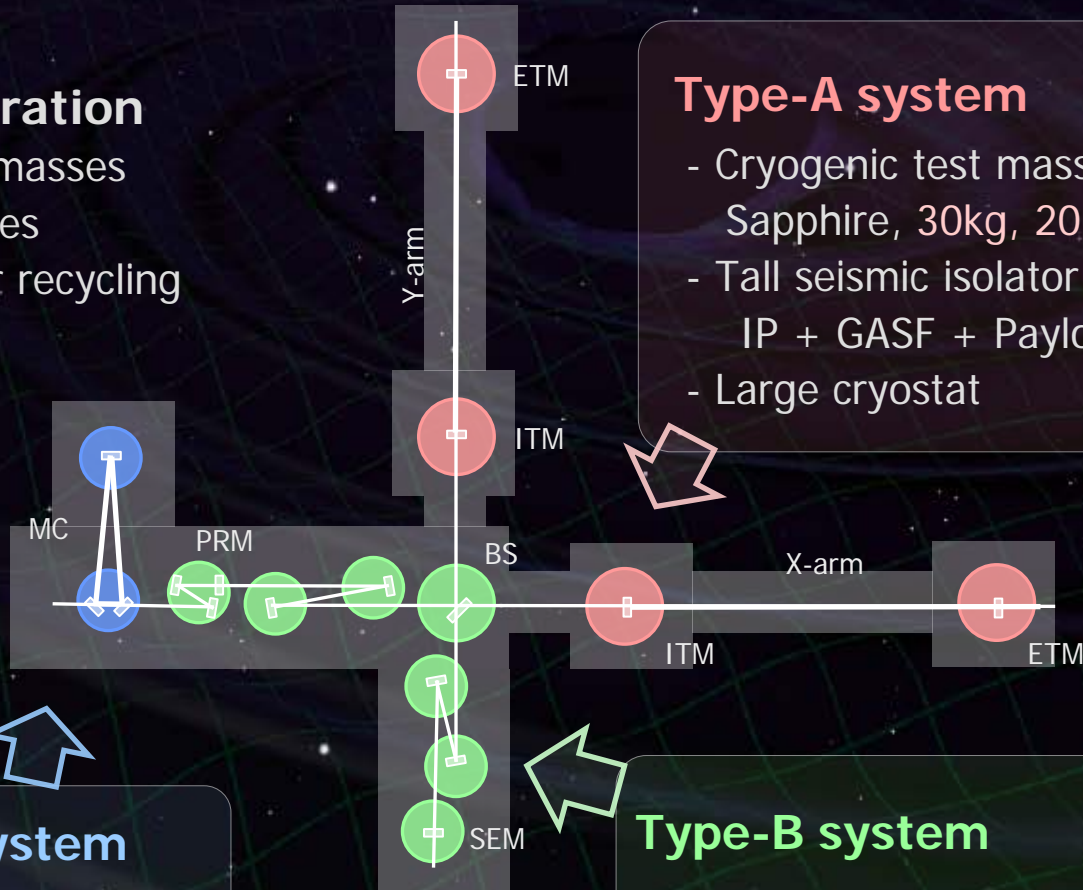 ration
masses
es
r recycling
ETM
Y-arm
ITM
Type-A system
- Cryogenic test mass
Sapphire, 30kg, 20
- Tall seismic isolator
IP + GASF + Paylo
- Large cryostat
MC
PRM
BS
X-arm
ITM
ETM
SEM
ystem
Type-B system